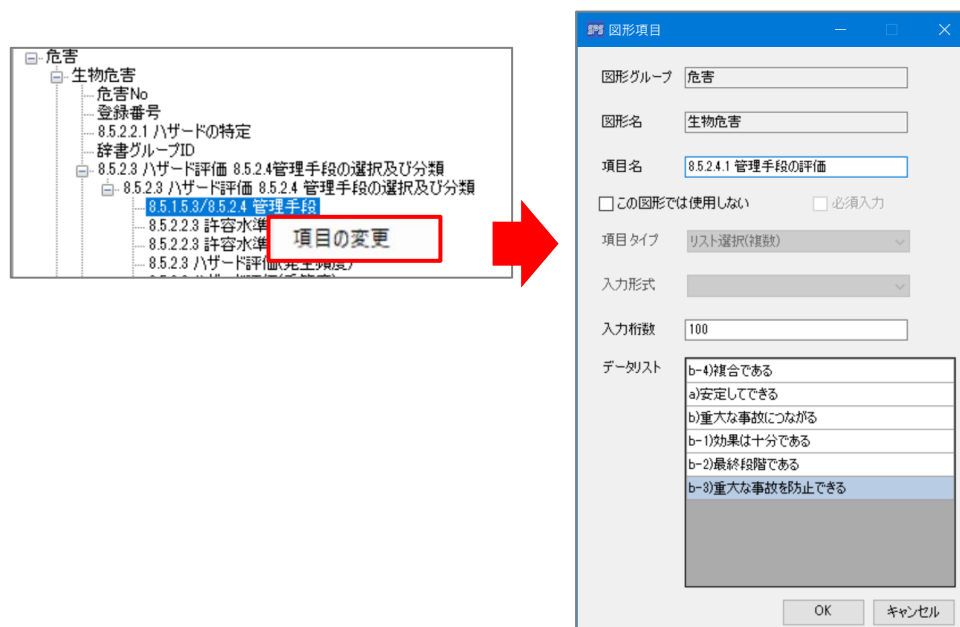 危害
生物危害
危害No
登録番号
8.5.2.2.1 ハザードの特定
辞書グループID
8.5.2.3 ハザード評価 8.5.2.4管理手段の選択及び分類
8.5.2.3 ハザード評価 8.5.2.4 管理手段の選択及び分類
8.5.1.5.3/8.5.2.4 管理手段
8.5.2.2.3 許容水準
8.5.2.2.3 許容水準
8.5.2.3 ハザード評価(発生頻度)
項目の変更
SPS 図形項目
図形グループ 危害
図形名 生物危害
項目名 8.5.2.4.1 管理手段の評価
この図形では使用しない 必須入力
項目タイプ リスト選択(複数)
入力形式
入力桁数 100
データリスト
b-4)複合である
a)安定してできる
b)重大な事故につながる
b-1)効果は十分である
b-2)最終段階である
b-3)重大な事故を防止できる
OK キャンセル